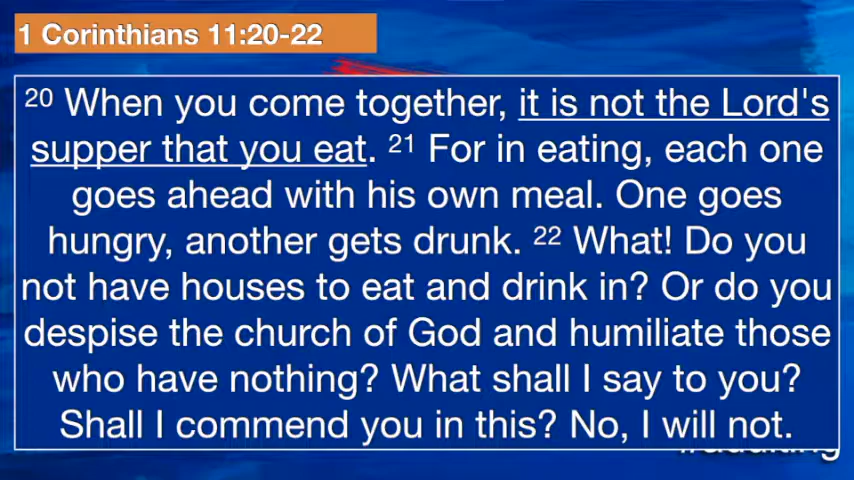 1 Corinthians 11:20-22
20 When you come together, it is not the Lord's
supper that you eat. 21 For in eating, each one
goes ahead with his own meal. One goes
hungry, another gets drunk. 22 What! Do you
not have houses to eat and drink in? Or do you
despise the church of God and humiliate those
who have nothing? What shall I say to you?
Shall I commend you in this? No, I will not.